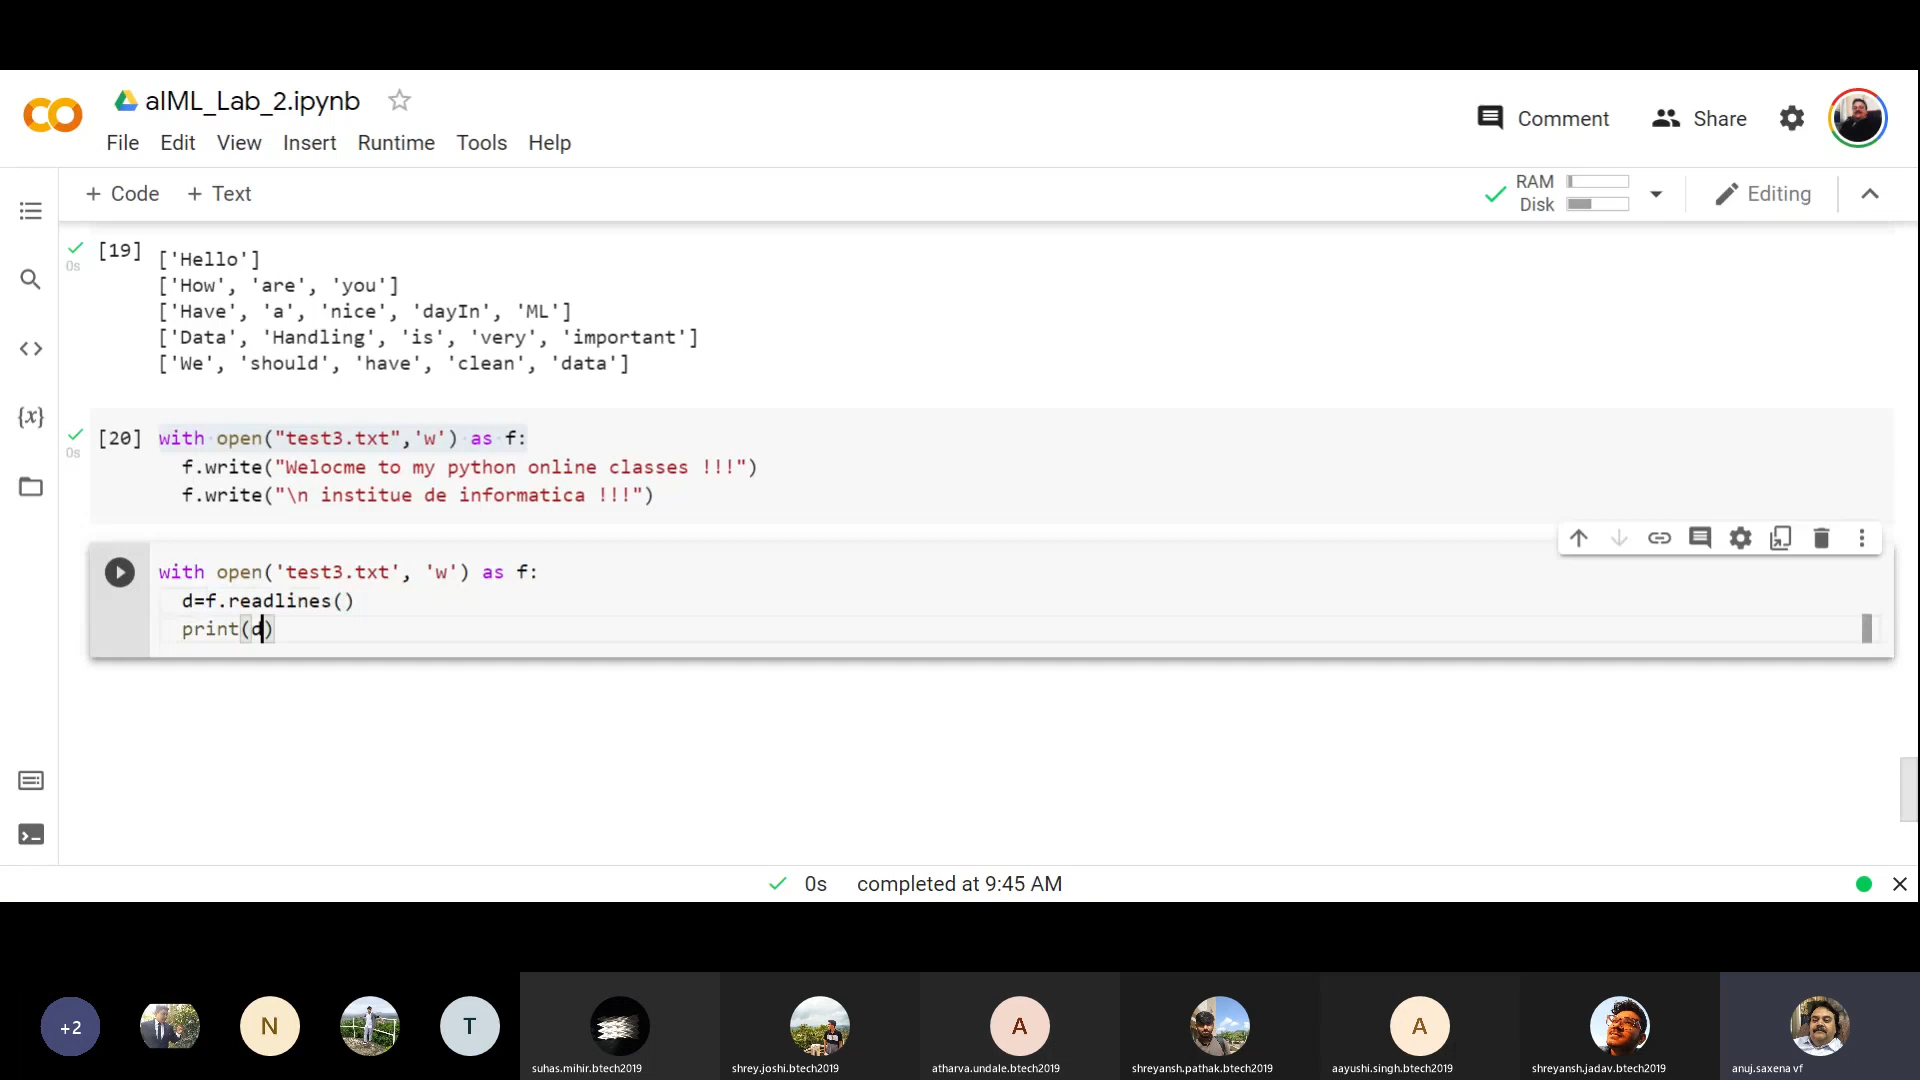 aIML_Lab_2.ipynb
File Edit View Insert Runtime Tools Help
Comment
Share
+ Code + Text
RAM
Disk
Editing
[19]
0s
['Hello']
['How', 'are', 'you']
['Have', 'a', 'nice', 'dayIn', 'ML']
['Data', 'Handling', 'is', 'very', 'important']
['We', 'should', 'have', 'clean', 'data']
[20] with open("test3.txt",'w') as f:
0s
f.write("Welocme to my python online classes !!!")
f.write("\n institue de informatica !!!")
with open('test3.txt', 'w') as f:
d=f.readlines()
print(d)
0s completed at 9:45 AM
+2
N
T
A
A
suhas.mihir.btech2019
shrey.joshi.btech2019
atharva.undale.btech2019
shreyansh.pathak.btech2019
aayushi.singh.btech2019
shreyansh.jadav.btech2019
anuj.saxena vf